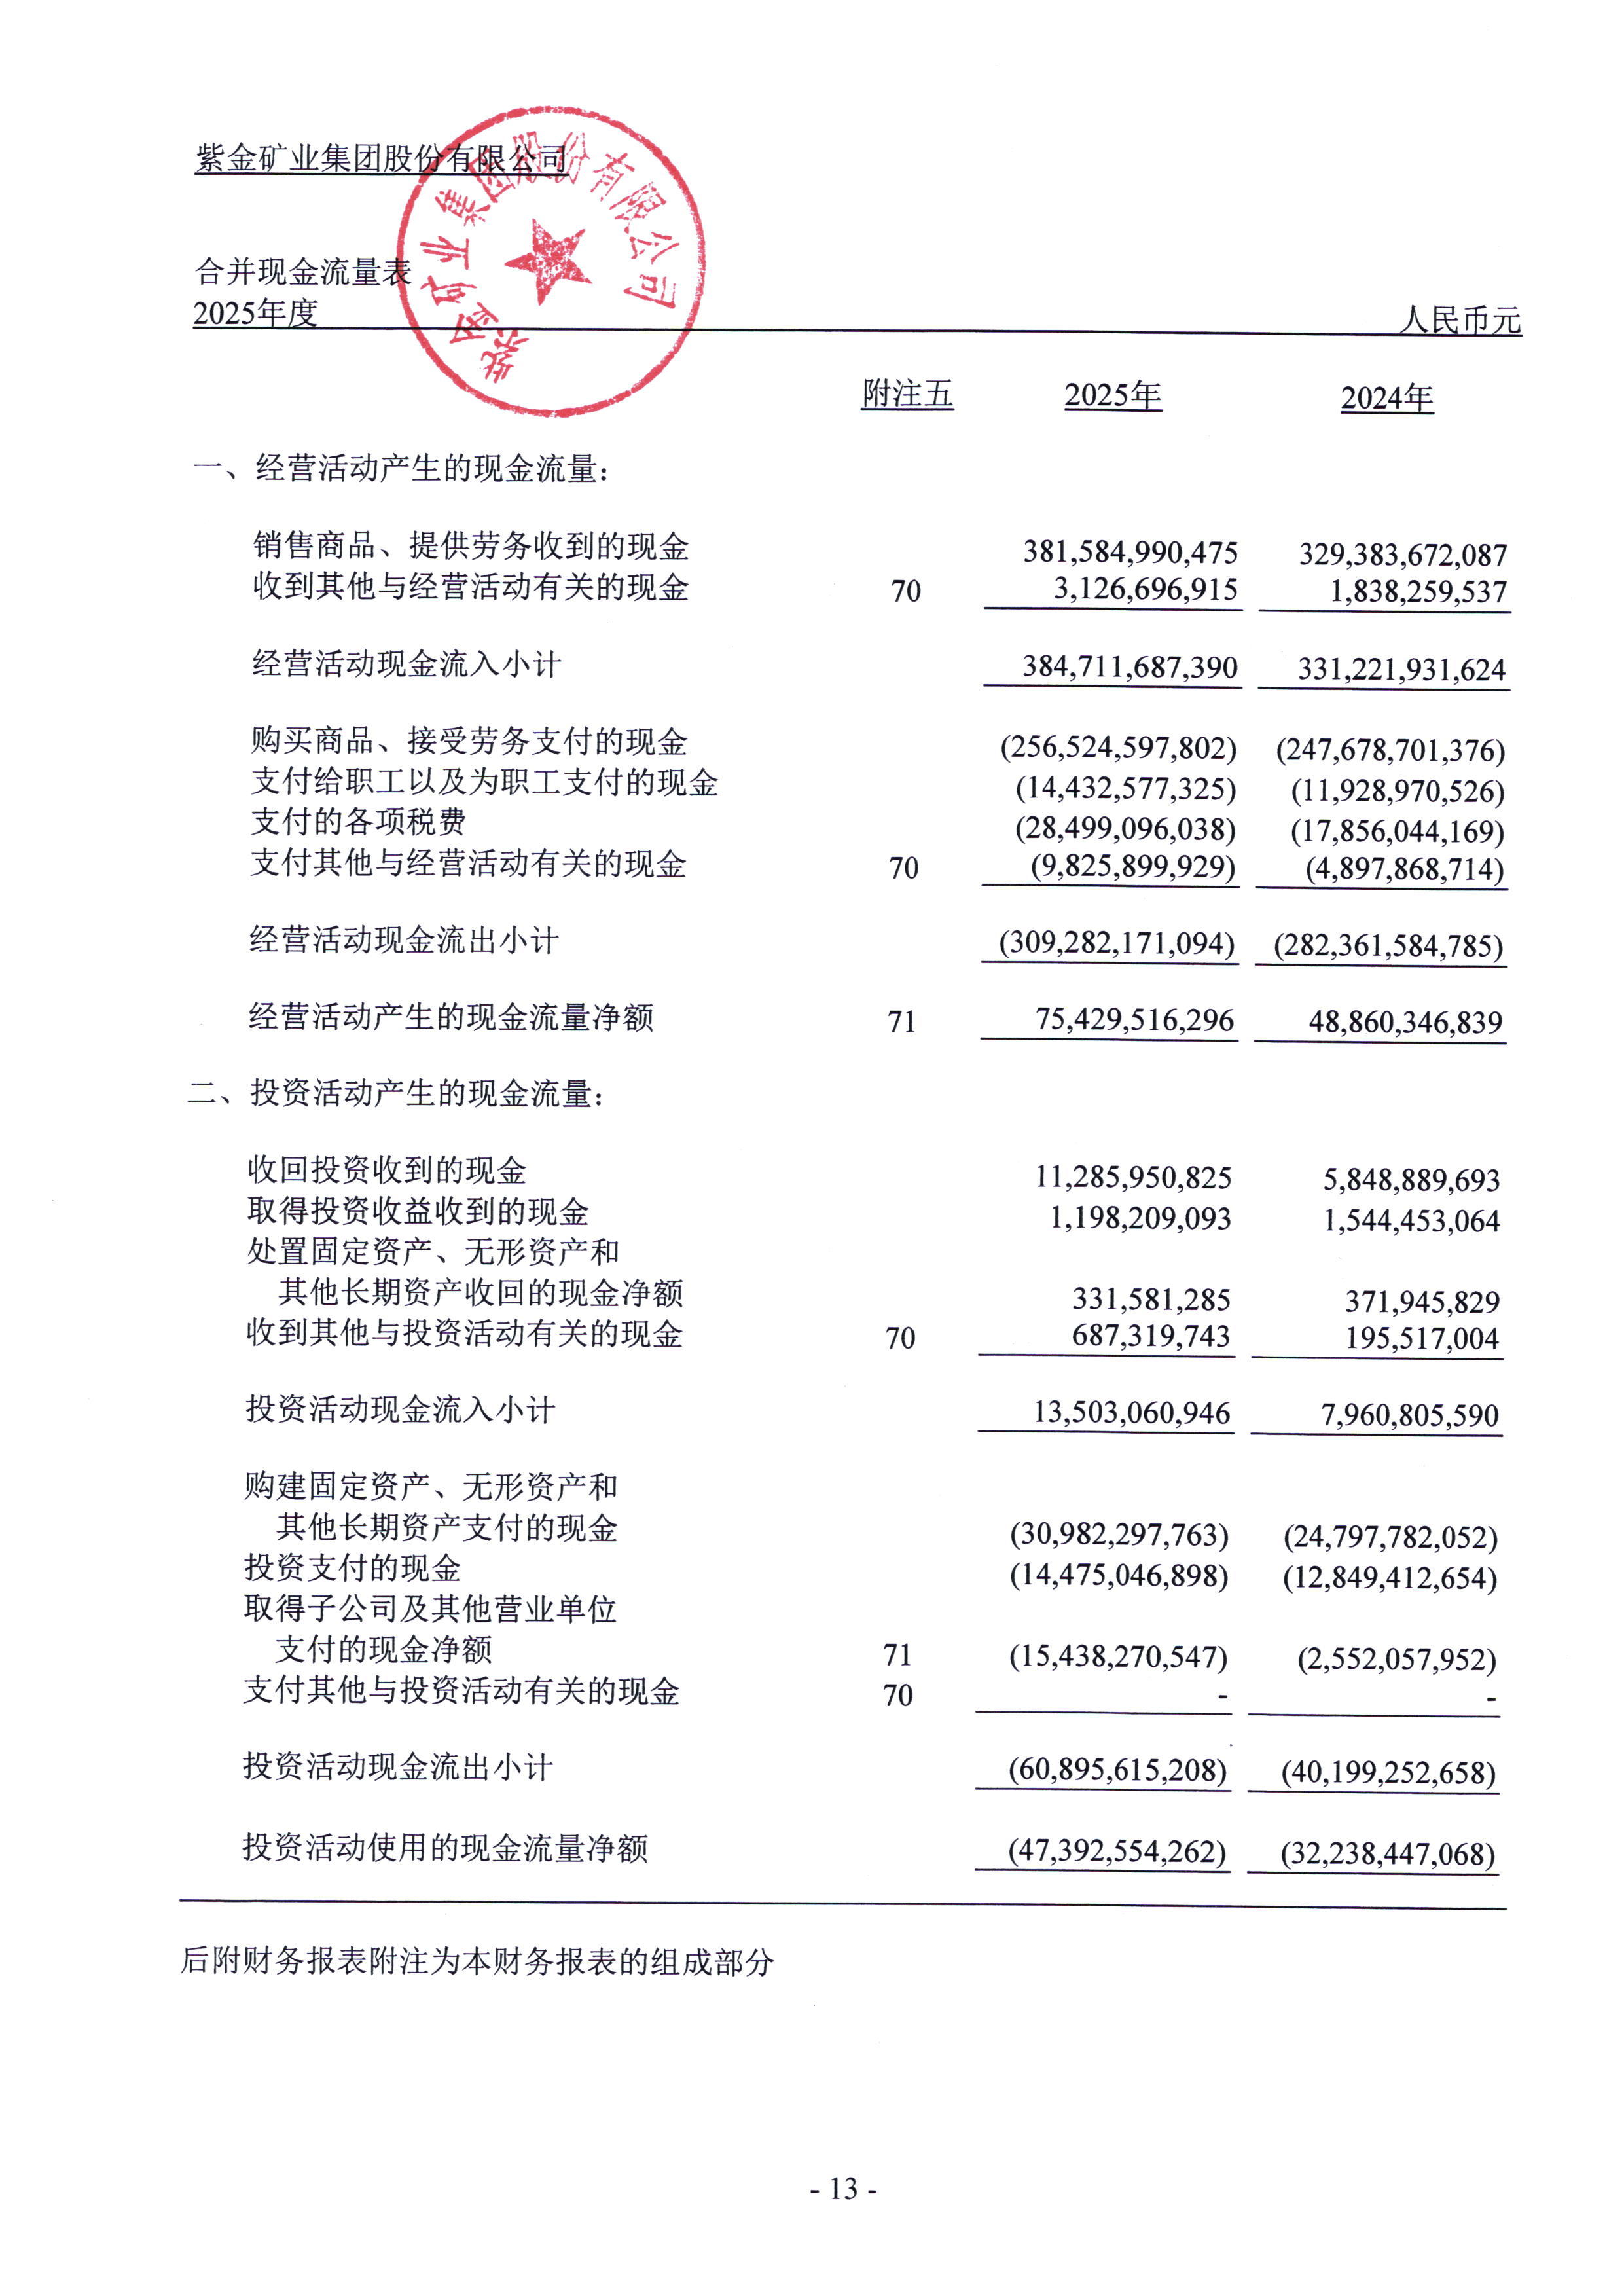 紫金矿业集团股份有限公司
紫金矿业集团股份有限公司
合并现金流量表
2025年度 人民币元
附注五 2025年 2024年
一、经营活动产生的现金流量：
销售商品、提供劳务收到的现金 381,584,990,475 329,383,672,087
收到其他与经营活动有关的现金 70 3,126,696,915 1,838,259,537
经营活动现金流入小计 384,711,687,390 331,221,931,624
购买商品、接受劳务支付的现金 (256,524,597,802) (247,678,701,376)
支付给职工以及为职工支付的现金 (14,432,577,325) (11,928,970,526)
支付的各项税费 (28,499,096,038) (17,856,044,169)
支付其他与经营活动有关的现金 70 (9,825,899,929) (4,897,868,714)
经营活动现金流出小计 (309,282,171,094) (282,361,584,785)
经营活动产生的现金流量净额 71 75,429,516,296 48,860,346,839
二、投资活动产生的现金流量：
收回投资收到的现金 11,285,950,825 5,848,889,693
取得投资收益收到的现金 1,198,209,093 1,544,453,064
处置固定资产、无形资产和
其他长期资产收回的现金净额 331,581,285 371,945,829
收到其他与投资活动有关的现金 70 687,319,743 195,517,004
投资活动现金流入小计 13,503,060,946 7,960,805,590
购建固定资产、无形资产和
其他长期资产支付的现金 (30,982,297,763) (24,797,782,052)
投资支付的现金 (14,475,046,898) (12,849,412,654)
取得子公司及其他营业单位
支付的现金净额 71 (15,438,270,547) (2,552,057,952)
支付其他与投资活动有关的现金 70 - -
投资活动现金流出小计 (60,895,615,208) (40,199,252,658)
投资活动使用的现金流量净额 (47,392,554,262) (32,238,447,068)
后附财务报表附注为本财务报表的组成部分
- 13 -